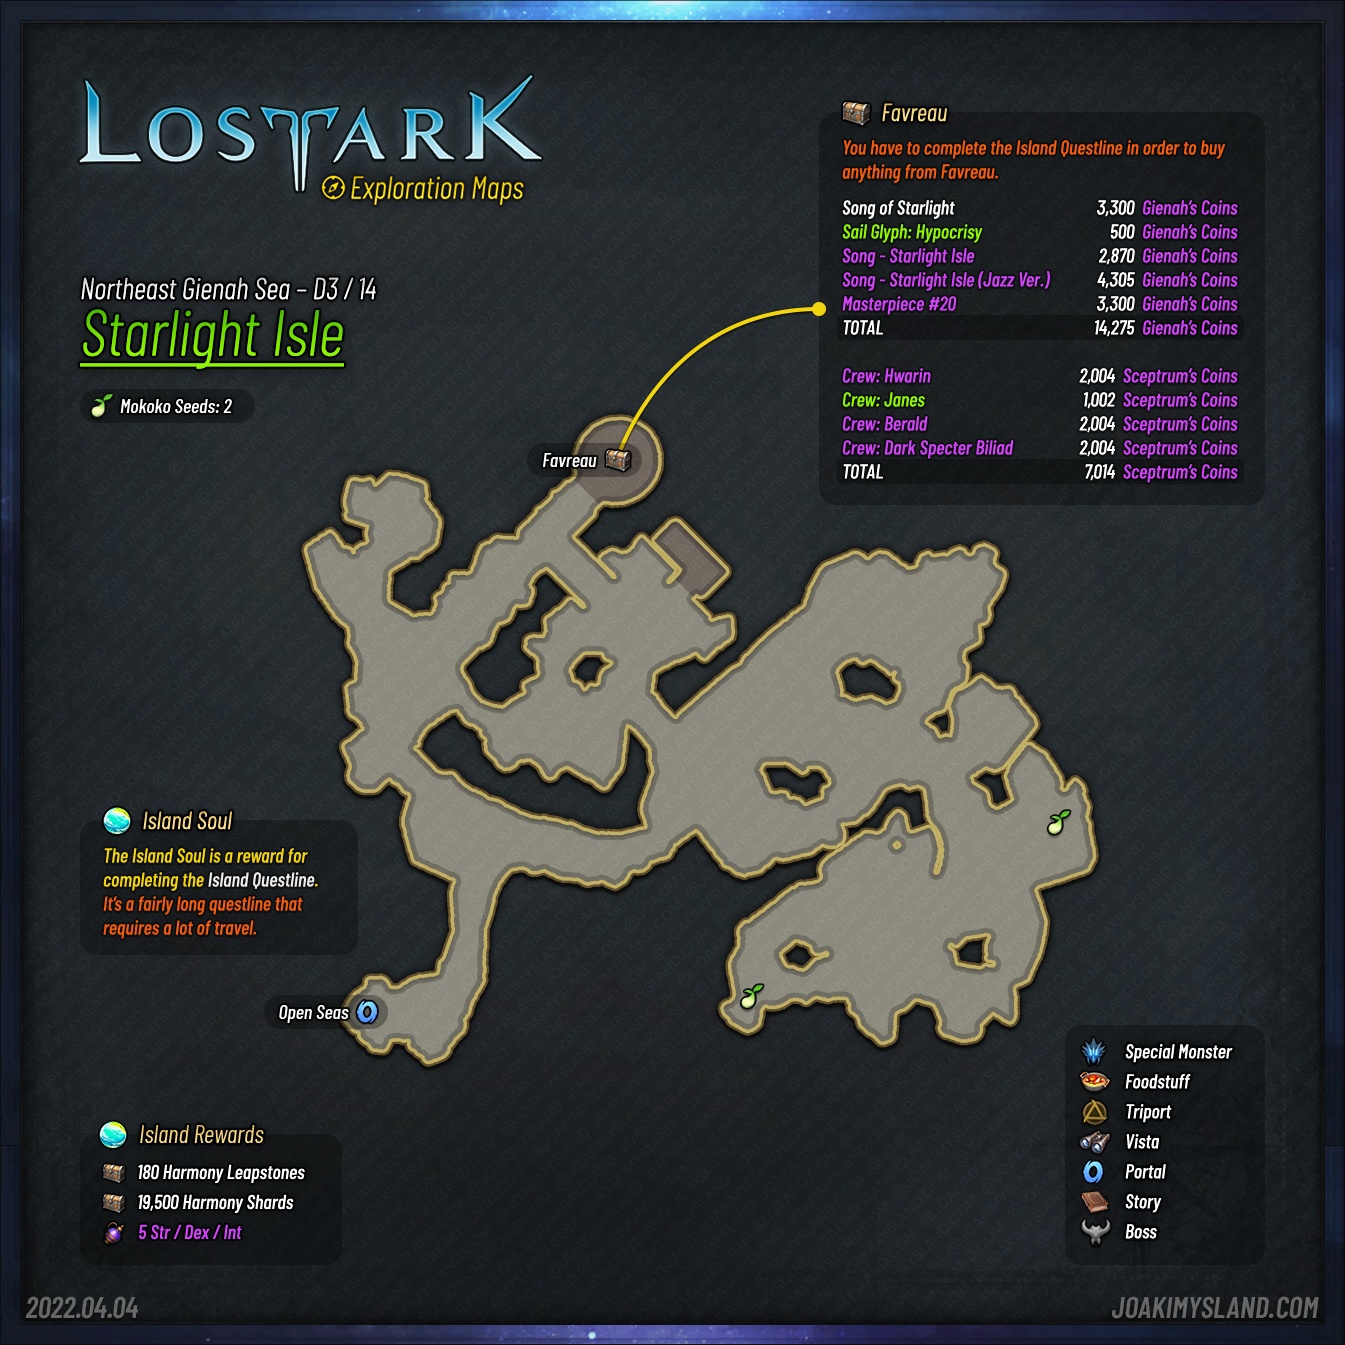 LOST ARK
Exploration Maps
Northeast Gienah Sea – D3 / 14
Starlight Isle
Mokoko Seeds: 2
Favreau
You have to complete the Island Questline in order to buy
anything from Favreau.
Song of Starlight 3,300 Gienah's Coins
Sail Glyph: Hypocrisy 500 Gienah's Coins
Song - Starlight Isle 2,870 Gienah's Coins
Song - Starlight Isle (Jazz Ver.) 4,305 Gienah's Coins
Masterpiece #20 3,300 Gienah's Coins
TOTAL 14,275 Gienah's Coins
Crew: Hwarin 2,004 Sceptrum's Coins
Crew: Janes 1,002 Sceptrum's Coins
Crew: Berald 2,004 Sceptrum's Coins
Crew: Dark Specter Biliad 2,004 Sceptrum's Coins
TOTAL 7,014 Sceptrum's Coins
Favreau
Island Soul
The Island Soul is a reward for
completing the Island Questline.
It's a fairly long questline that
requires a lot of travel.
Open Seas
Island Rewards
180 Harmony Leapstones
19,500 Harmony Shards
5 Str / Dex / Int
Special Monster
Foodstuff
Triport
Vista
Portal
Story
Boss
2022.04.04
JOAKIMYSLAND.COM